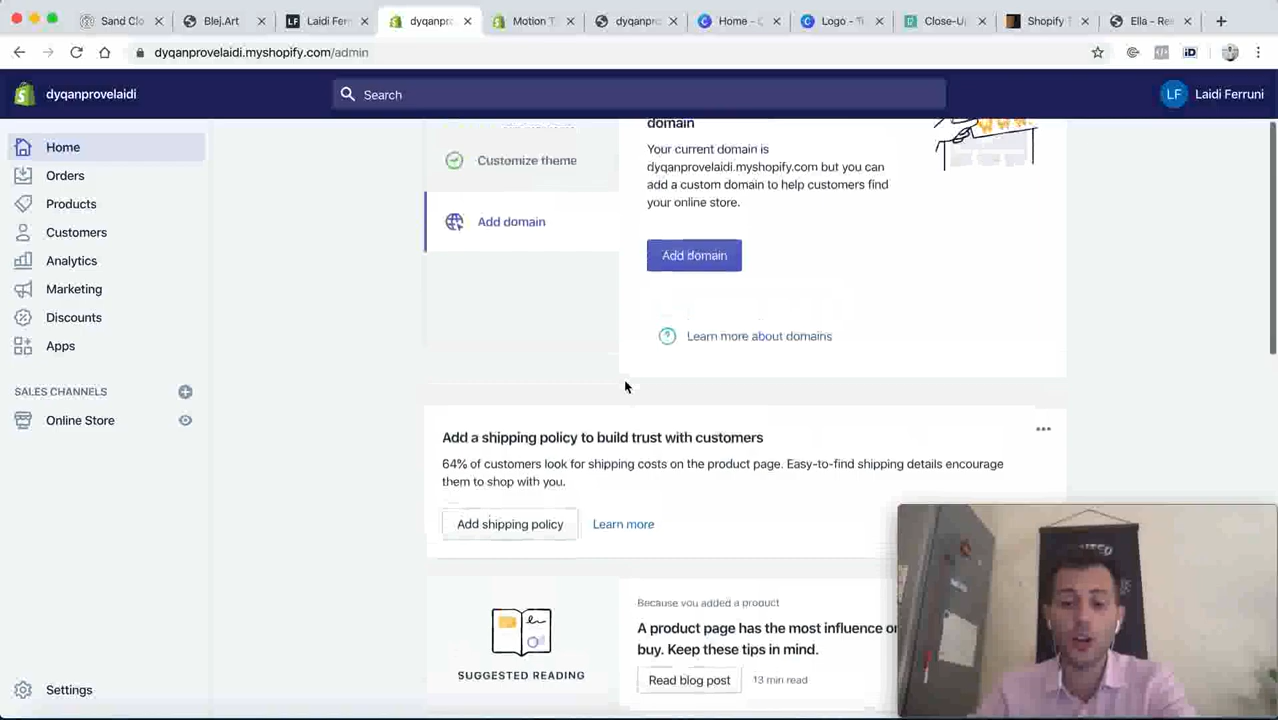 Sand Clo
Blej.Art
Laidi Fer
dyqanpro
Motion T
dyqanpr
Home - C
Logo - Ti
Close-U
Shopify T
Ella - Re
dyqanprovelaidi.myshopify.com/admin
iD
dyqanprovelaidi
Search
LF
Laidi Ferruni
Home
Orders
Products
Customers
Analytics
Marketing
Discounts
Apps
SALES CHANNELS
Online Store
Settings
Customize theme
Add domain
domain
Your current domain is
dyqanprovelaidi.myshopify.com but you can
add a custom domain to help customers find
your online store.
Add domain
Learn more about domains
Add a shipping policy to build trust with customers
64% of customers look for shipping costs on the product page. Easy-to-find shipping details encourage
them to shop with you.
Add shipping policy
Learn more
SUGGESTED READING
Because you added a product
A product page has the most influence o
buy. Keep these tips in mind.
Read blog post
13 min read